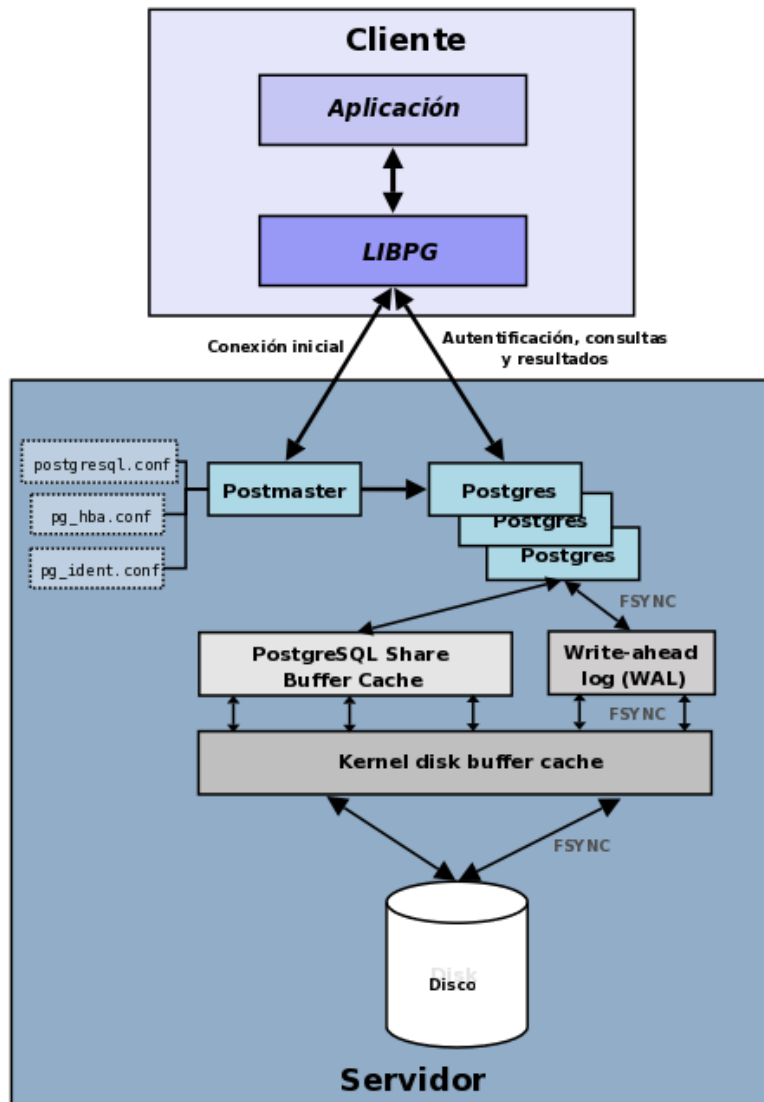 Cliente
Aplicación
LIBPG
Conexión inicial
Autentificación, consultas
y resultados
postgresql.conf
pg_hba.conf
pg_ident.conf
Postmaster
Postgres
Postgres
Postgres
FSYNC
PostgreSQL Share
Buffer Cache
Write-ahead
log (WAL)
FSYNC
Kernel disk buffer cache
FSYNC
Disk
Disco
Servidor